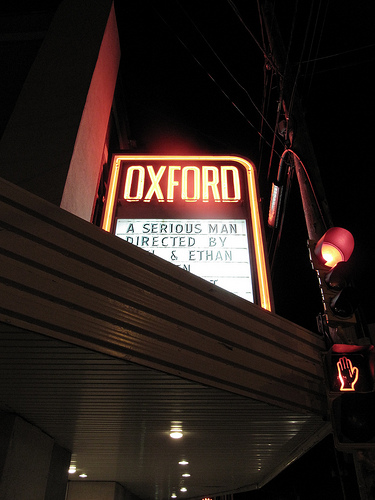 OXFORD
A SERIOUS MAN
DIRECTED BY
& ETHAN